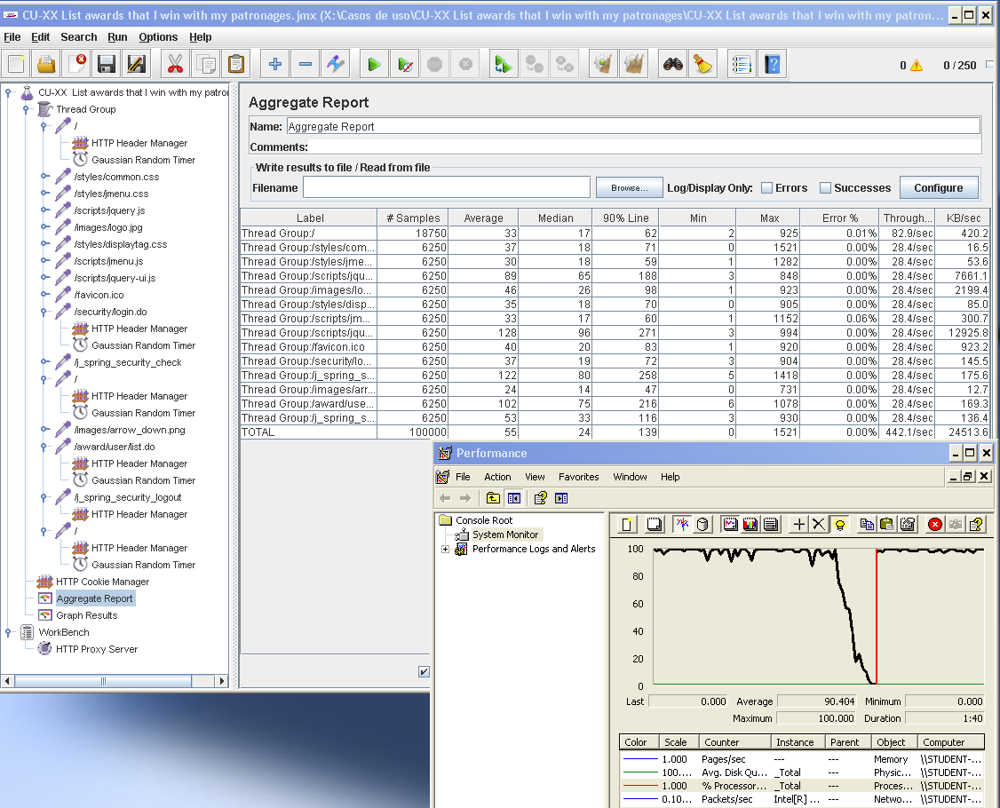 CU-XX List awards that I win with my patronages.jmx (X:\Casos de uso\CU-XX List awards that I win with my patronages\CU-XX List awards that I win with my patron...
File Edit Search Run Options Help
0 0 / 250
CU-XX List awards that I win with my patro
Thread Group
/
HTTP Header Manager
Gaussian Random Timer
/styles/common.css
/styles/jmenu.css
/scripts/jquery.js
/images/logo.jpg
/styles/displaytag.css
/scripts/jmenu.js
/scripts/jquery-ui.js
/favicon.ico
/security/login.do
HTTP Header Manager
Gaussian Random Timer
/j_spring_security_check
/
HTTP Header Manager
Gaussian Random Timer
/images/arrow_down.png
/award/user/list.do
HTTP Header Manager
Gaussian Random Timer
/j_spring_security_logout
HTTP Header Manager
/
HTTP Header Manager
Gaussian Random Timer
HTTP Cookie Manager
Aggregate Report
Graph Results
WorkBench
HTTP Proxy Server
Aggregate Report
Name: Aggregate Report
Comments:
Write results to file / Read from file
Filename Browse... Log/Display Only: Errors Successes Configure
Label # Samples Average Median 90% Line Min Max Error % Through... KB/sec
Thread Group:/ 18750 33 17 62 2 925 0.01% 82.9/sec 420.2
Thread Group:/styles/com... 6250 37 18 71 0 1521 0.00% 28.4/sec 16.5
Thread Group:/styles/jme... 6250 30 18 59 1 1282 0.00% 28.4/sec 53.6
Thread Group:/scripts/jqu... 6250 89 65 188 3 848 0.00% 28.4/sec 7661.1
Thread Group:/images/lo... 6250 46 26 98 1 923 0.00% 28.4/sec 2199.4
Thread Group:/styles/disp... 6250 35 18 70 0 905 0.00% 28.4/sec 85.0
Thread Group:/scripts/jm... 6250 33 17 60 1 1152 0.06% 28.4/sec 300.7
Thread Group:/scripts/jqu... 6250 128 96 271 3 994 0.00% 28.4/sec 12925.8
Thread Group:/favicon.ico 6250 40 20 83 1 920 0.00% 28.4/sec 923.2
Thread Group:/security/lo... 6250 37 19 72 3 904 0.00% 28.4/sec 145.5
Thread Group:/j_spring_s... 6250 122 80 258 5 1418 0.00% 28.4/sec 175.6
Thread Group:/images/arr... 6250 24 14 47 0 731 0.00% 28.4/sec 12.7
Thread Group:/award/use... 6250 102 75 216 6 1078 0.00% 28.4/sec 169.3
Thread Group:/j_spring_s... 6250 53 33 116 3 930 0.00% 28.4/sec 136.4
TOTAL 100000 55 24 139 0 1521 0.00% 442.1/sec 24513.6
Performance
File Action View Favorites Window Help
Console Root
System Monitor
Performance Logs and Alerts
100
80
60
40
20
0
Last 0.000 Average 90.404 Minimum 0.000
Maximum 100.000 Duration 1:40
Color Scale Counter Instance Parent Object Computer
1.000 Pages/sec --- --- Memory \\STUDENT-...
100.... Avg. Disk Qu... _Total --- Physic... \\STUDENT-...
1.000 % Processor... _Total --- Proces... \\STUDENT-...
0.10... Packets/sec Intel[R] ... --- Netwo... \\STUDENT-...